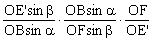 OE'sin β / OBsin α · OBsin α / OFsin β · OF / OE'